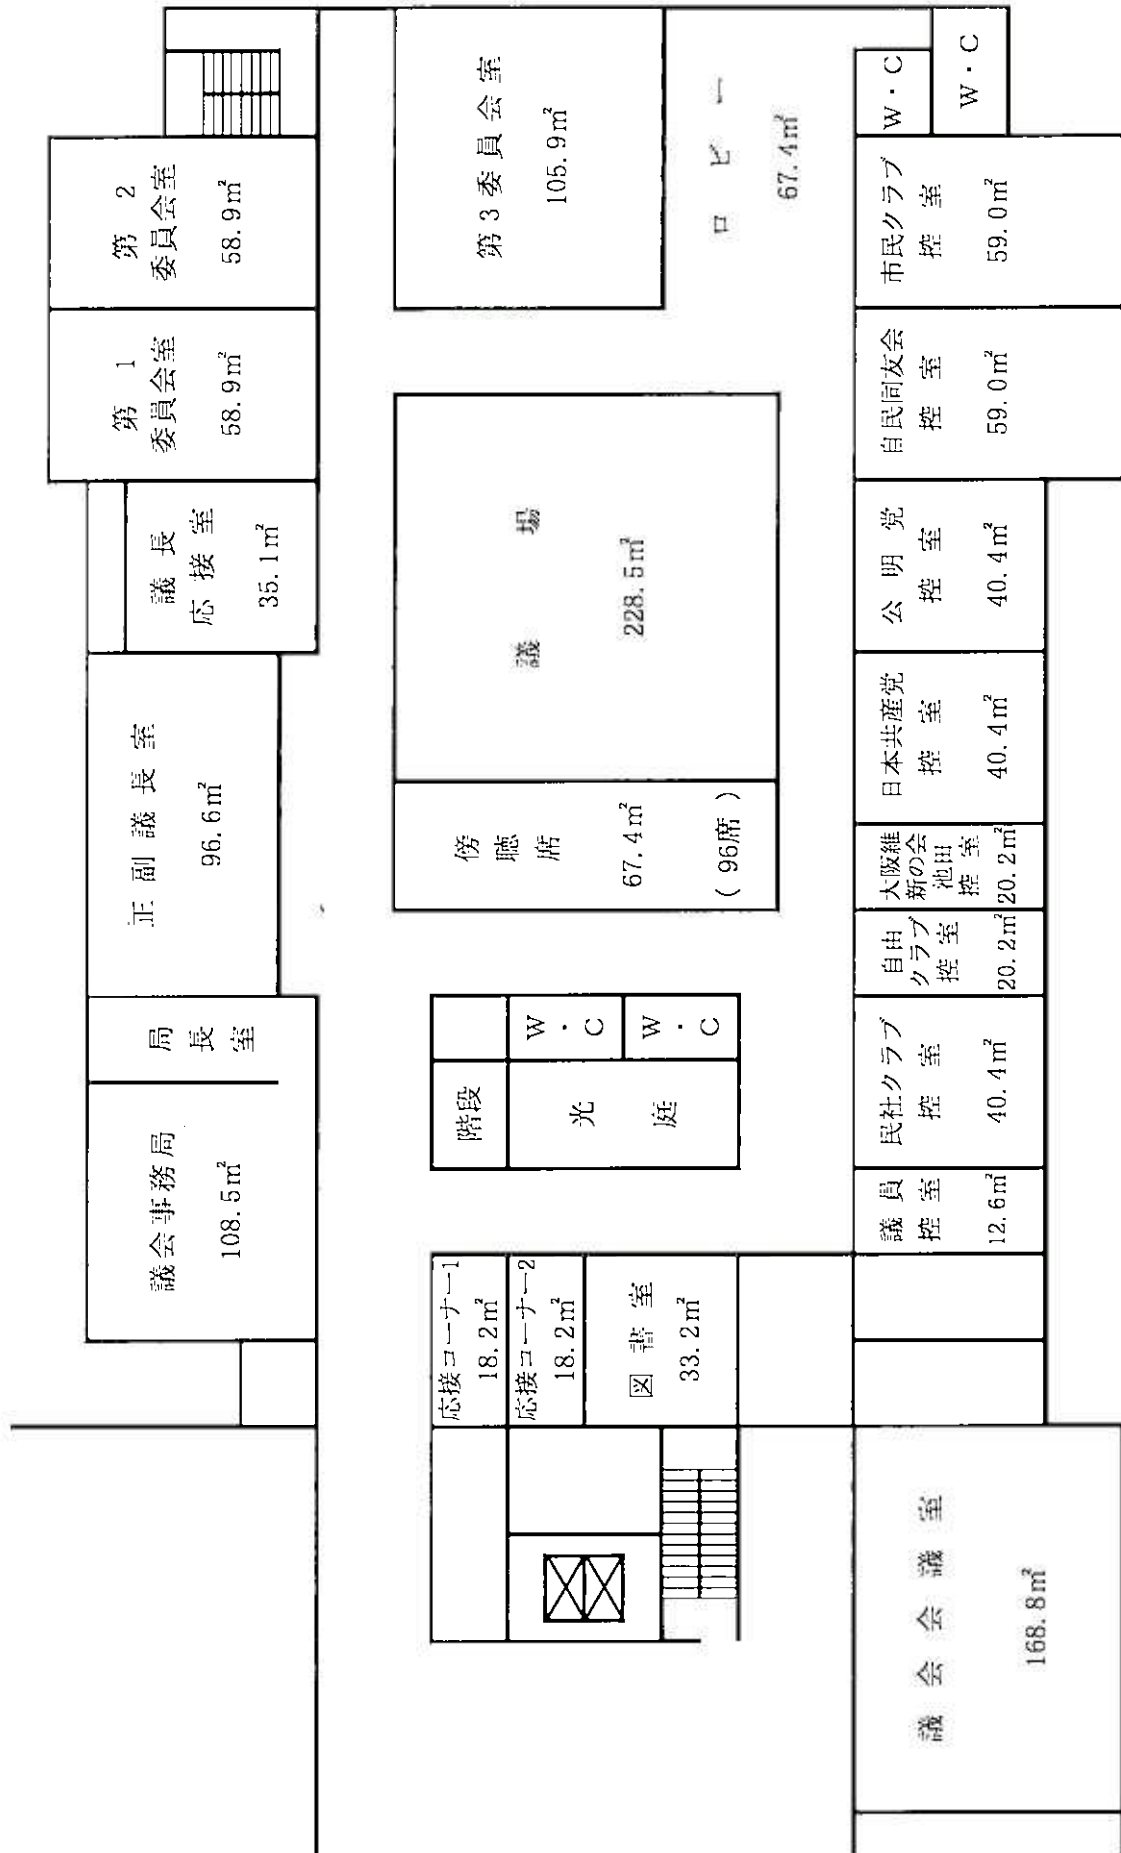 議会事務局
108.5㎡
局長室
正副議長室
96.6㎡
議長
応接室
35.1㎡
第1
委員会室
58.9㎡
第2
委員会室
58.9㎡
応接コーナー1
18.2㎡
応接コーナー2
18.2㎡
図書室
33.2㎡
階段
光庭
W・C
W・C
傍聴席
67.4㎡
(96席)
議場
228.5㎡
第3委員会室
105.9㎡
ロビー
67.4㎡
議会会議室
168.8㎡
議員
控室
12.6㎡
民社クラブ
控室
40.4㎡
自由
クラブ
控室
20.2㎡
大阪維
新の会
池田
控室
20.2㎡
日本共産党
控室
40.4㎡
公明党
控室
40.4㎡
自民同友会
控室
59.0㎡
市民クラブ
控室
59.0㎡
W・C
W・C